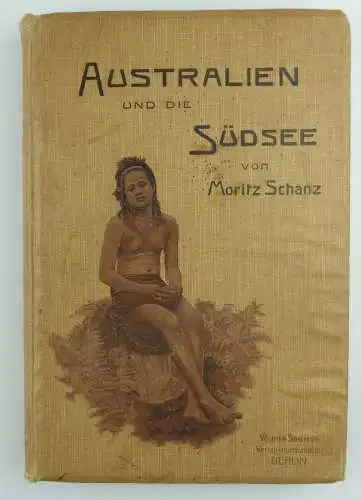 AUSTRALIEN
UND DIE
SÜDSEE
VON
Moritz Schanz
BERLIN